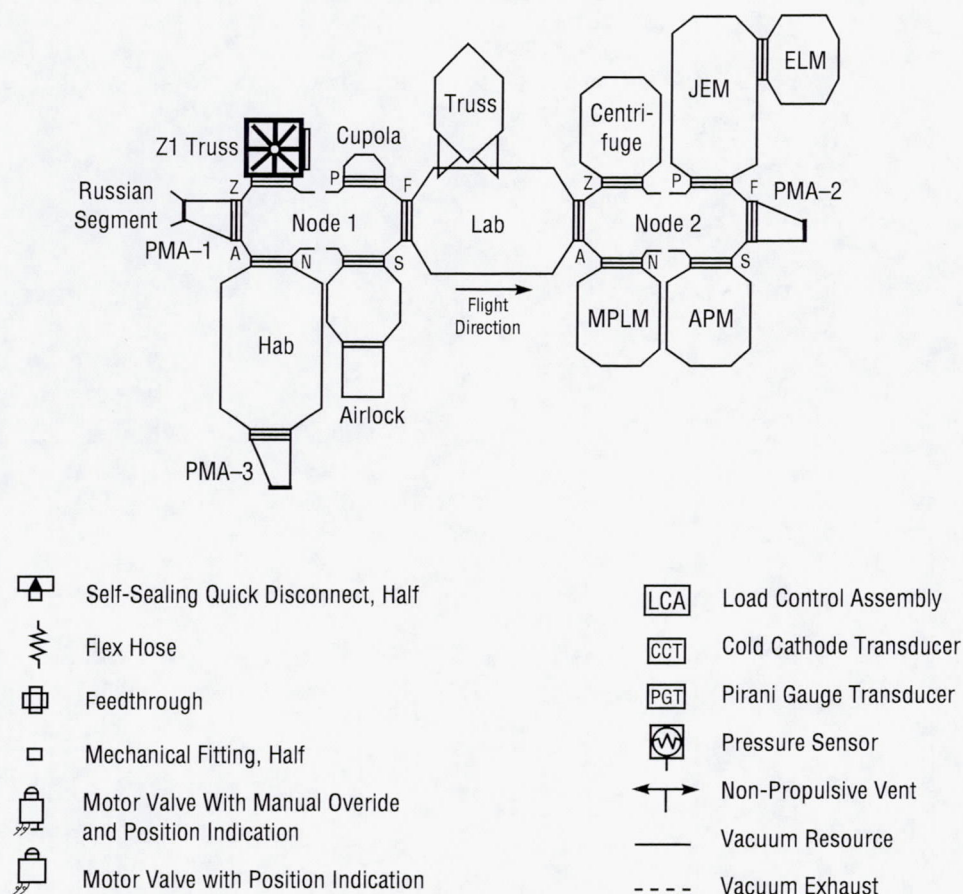 ELM
JEM
Truss
Centri-
fuge
Cupola
Z1 Truss
Z
P
F
Z
P
F
PMA–2
Russian
Segment
Node 1
Lab
Node 2
PMA–1
A
N
S
A
N
S
Flight
Direction
MPLM
APM
Hab
Airlock
PMA–3
Self-Sealing Quick Disconnect, Half
Flex Hose
Feedthrough
Mechanical Fitting, Half
Motor Valve With Manual Overide
and Position Indication
Motor Valve with Position Indication
LCA Load Control Assembly
CCT Cold Cathode Transducer
PGT Pirani Gauge Transducer
Pressure Sensor
Non-Propulsive Vent
Vacuum Resource
Vacuum Exhaust